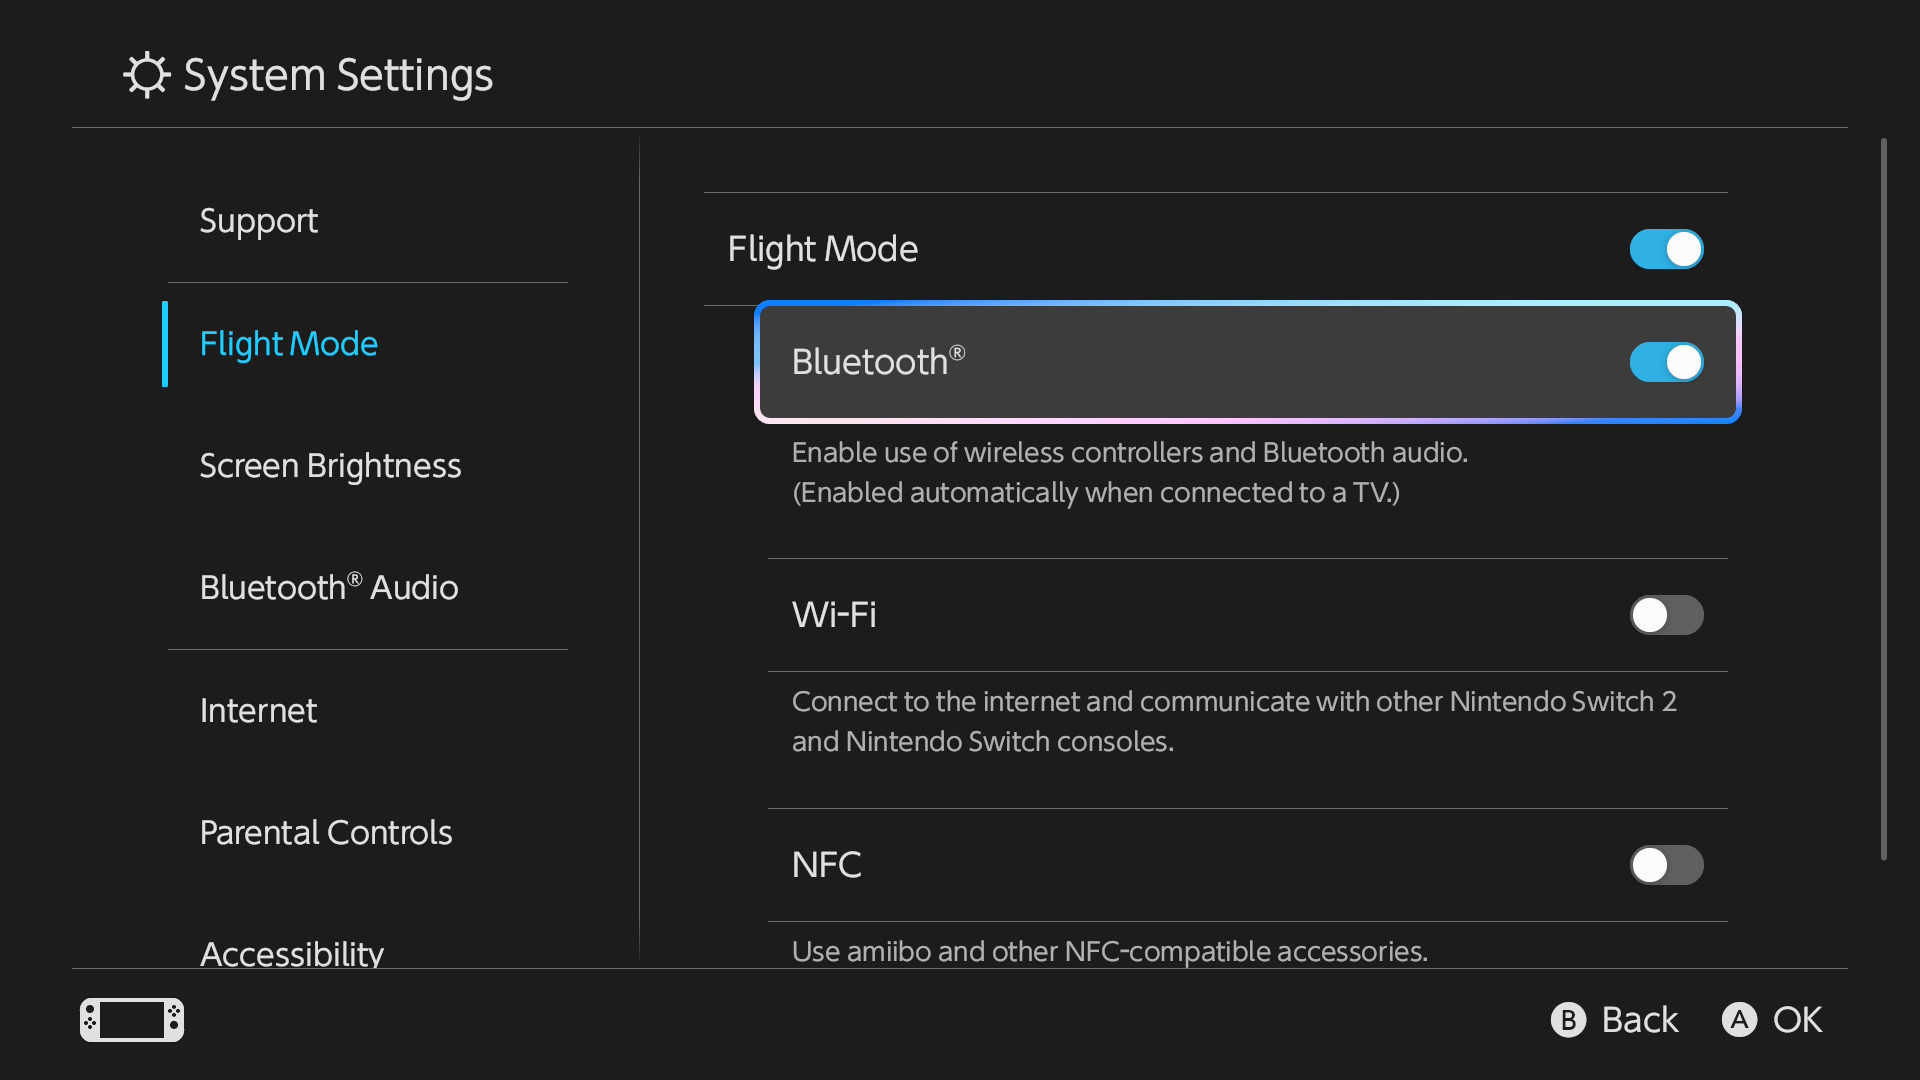 System Settings
Support
Flight Mode
Screen Brightness
Bluetooth® Audio
Internet
Parental Controls
Accessibility
Flight Mode
Bluetooth®
Enable use of wireless controllers and Bluetooth audio.
(Enabled automatically when connected to a TV.)
Wi-Fi
Connect to the internet and communicate with other Nintendo Switch 2
and Nintendo Switch consoles.
NFC
Use amiibo and other NFC-compatible accessories.
B Back A OK